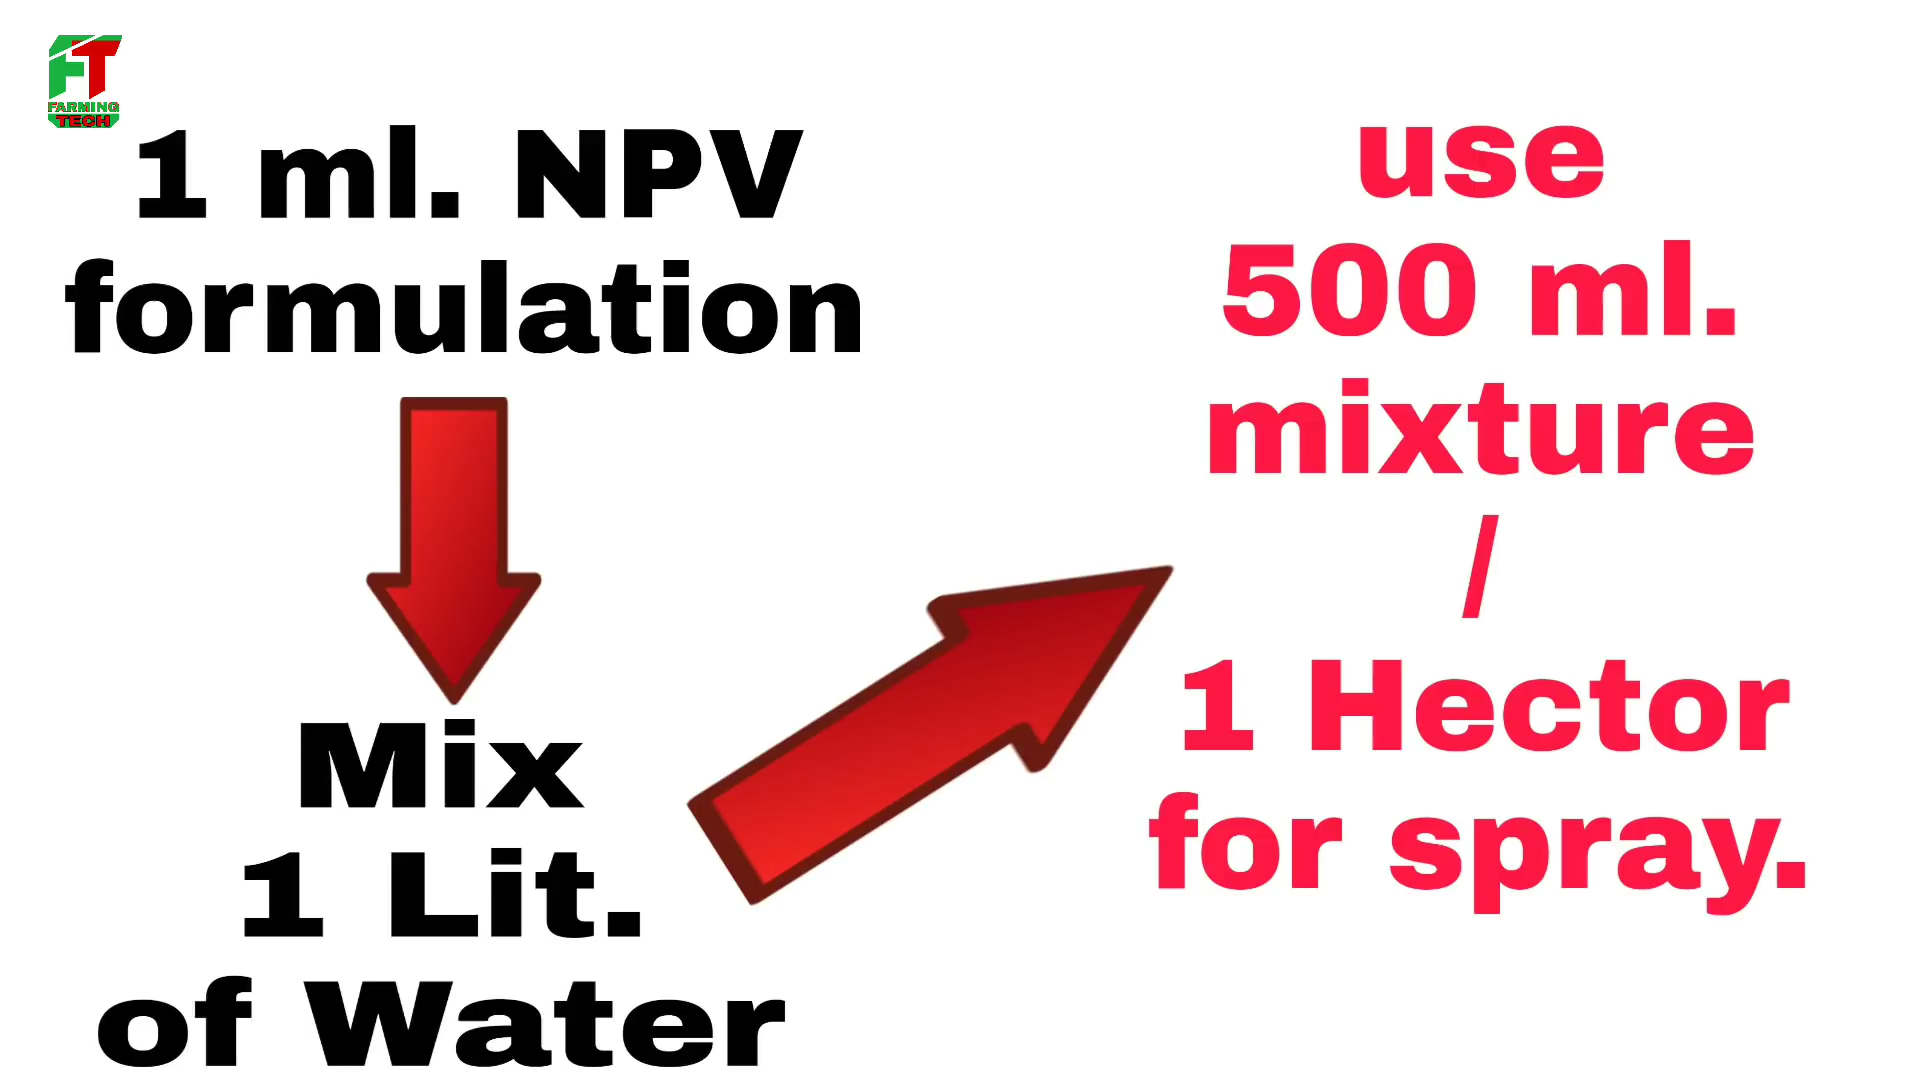 FT
FARMING
TECH
1 ml. NPV
formulation
Mix
1 Lit.
of Water
use
500 ml.
mixture
/
1 Hector
for spray.